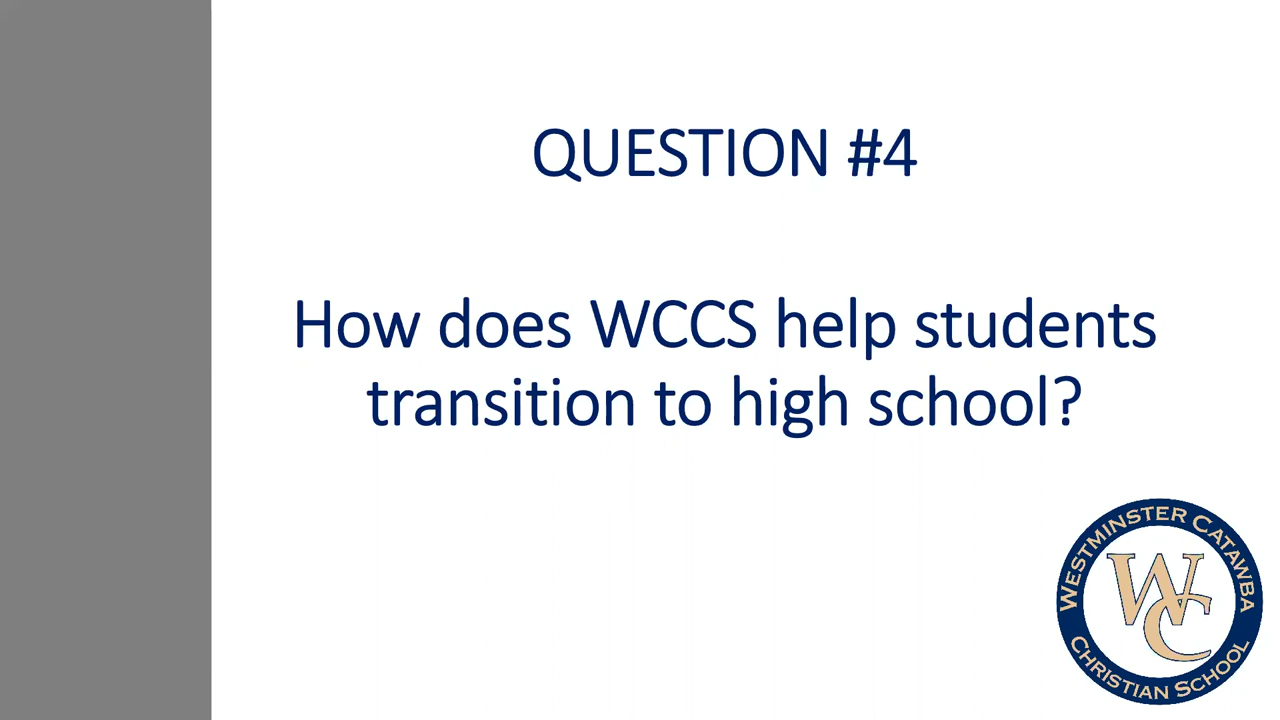 QUESTION #4
How does WCCS help students
transition to high school?
WESTMINSTER CATAWBA
WC
CHRISTIAN SCHOOL